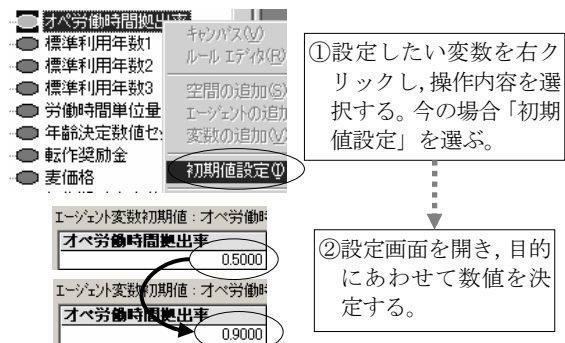 オペ労働時間拠出率
標準利用年数1
標準利用年数2
標準利用年数3
労働時間単位量
年齢決定数値セ
転作奨励金
麦価格
キャンバス(V)
ルール エディタ(R)
空間の追加(S)
エージェントの追加
変数の追加(V)
初期値設定(I)
①設定したい変数を右ク
リックし,操作内容を選
択する。今の場合「初期
値設定」を選ぶ。
エージェント変数初期値:オペ労働時
オペ労働時間拠出率
0.5000
エージェント変数初期値:オペ労働時
オペ労働時間拠出率
0.9000
②設定画面を開き,目的
にあわせて数値を決
定する。